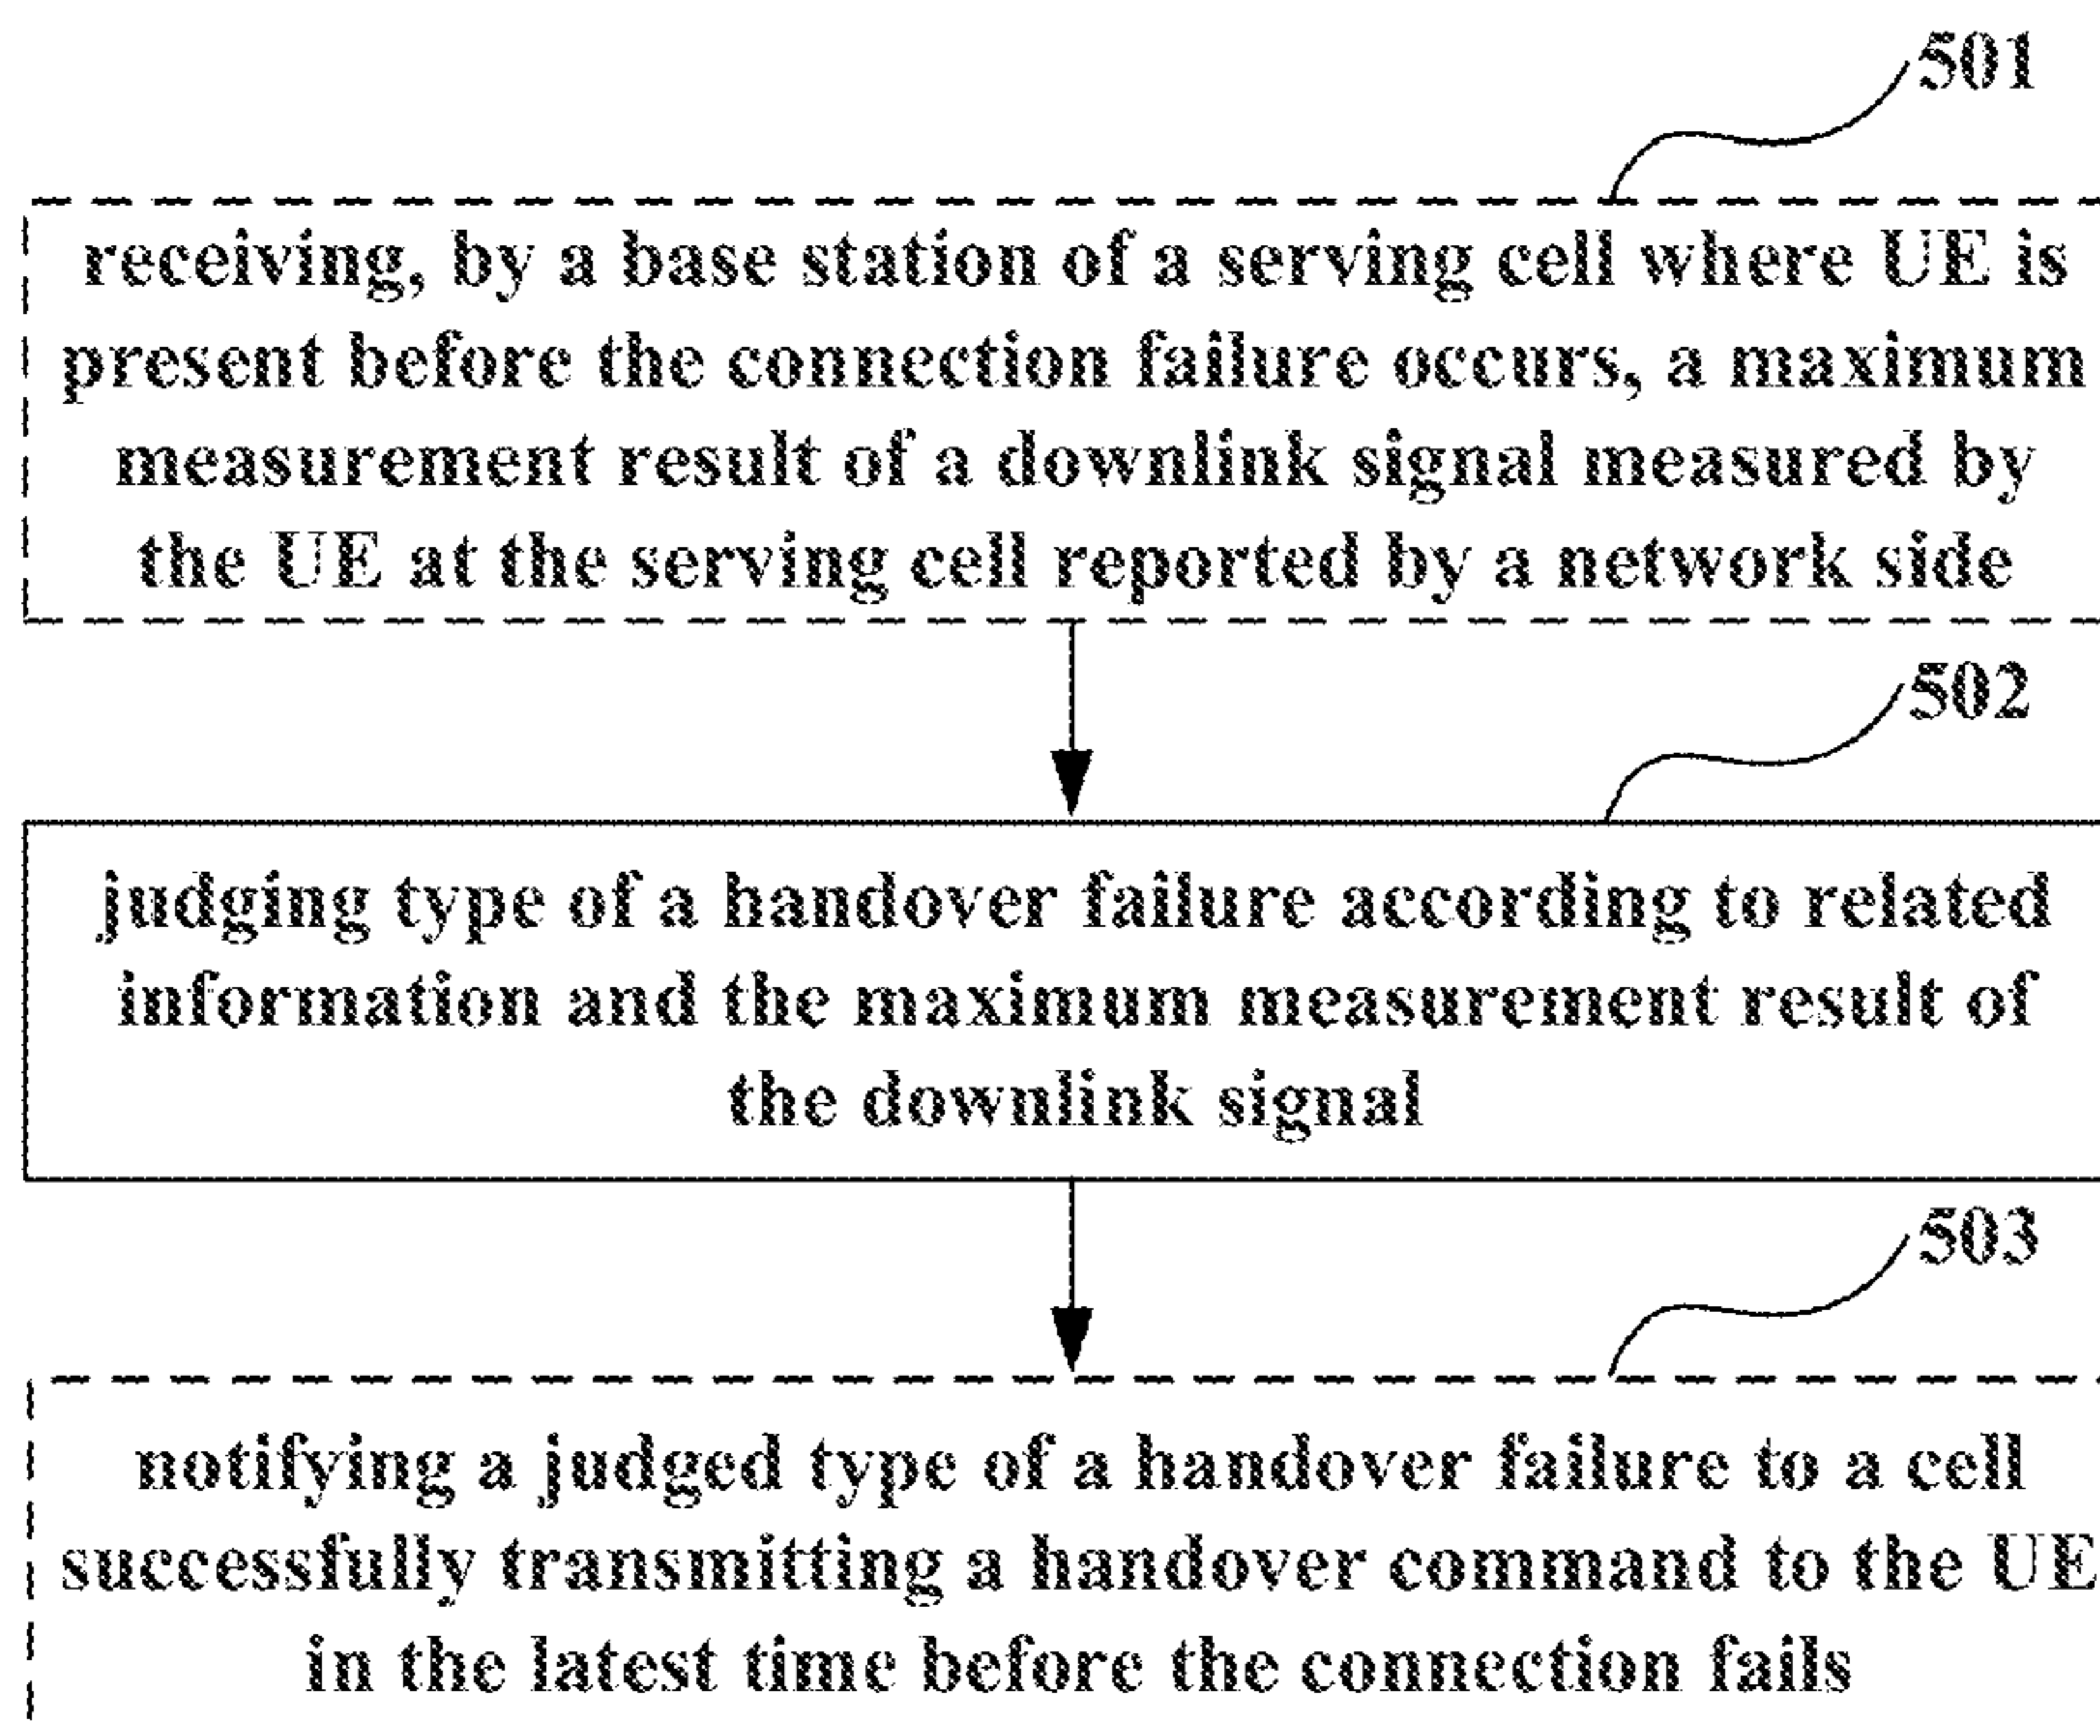 501
receiving, by a base station of a serving cell where UE is
present before the connection failure occurs, a maximum
measurement result of a downlink signal measured by
the UE at the serving cell reported by a network side
502
judging type of a handover failure according to related
information and the maximum measurement result of
the downlink signal
503
notifying a judged type of a handover failure to a cell
successfully transmitting a handover command to the UE
in the latest time before the connection fails